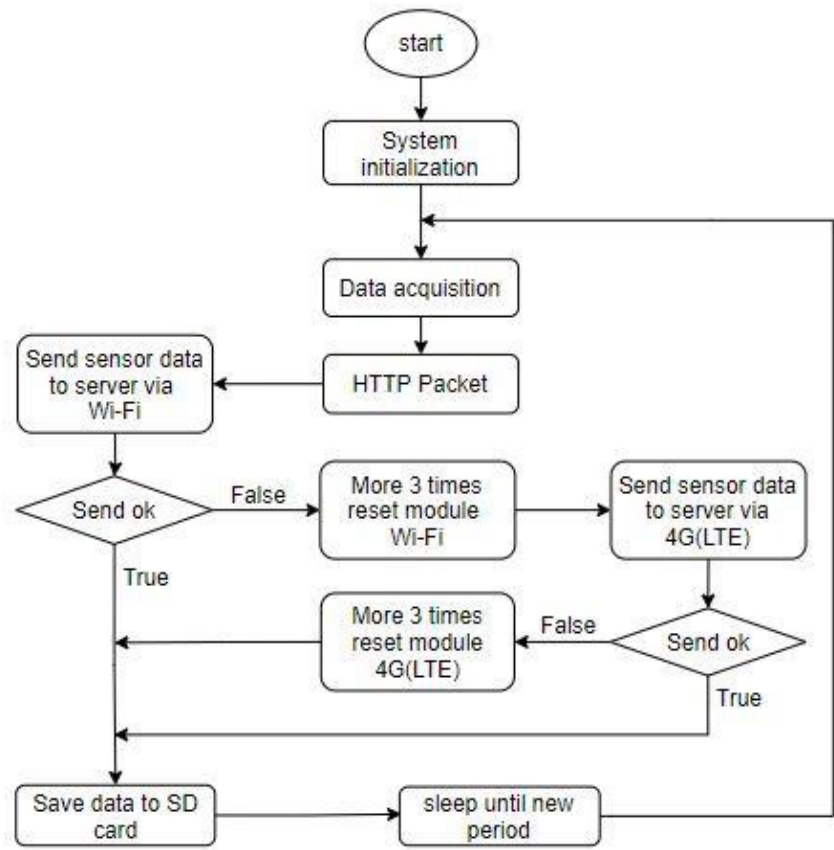 start
System
initialization
Data acquisition
HTTP Packet
Send sensor data
to server via
Wi-Fi
Send ok
False
More 3 times
reset module
Wi-Fi
Send sensor data
to server via
4G(LTE)
True
More 3 times
reset module
4G(LTE)
False
Send ok
True
Save data to SD
card
sleep until new
period